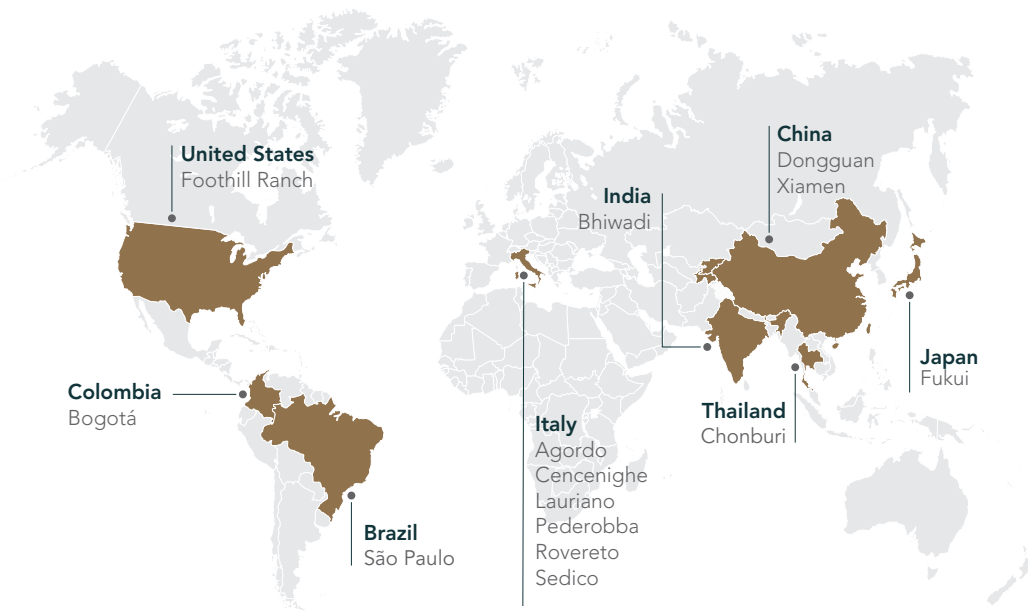 United States
Foothill Ranch
China
Dongguan
Xiamen
India
Bhiwadi
Japan
Fukui
Colombia
Bogotá
Thailand
Chonburi
Italy
Agordo
Cencenighe
Lauriano
Pederobba
Rovereto
Sedico
Brazil
São Paulo